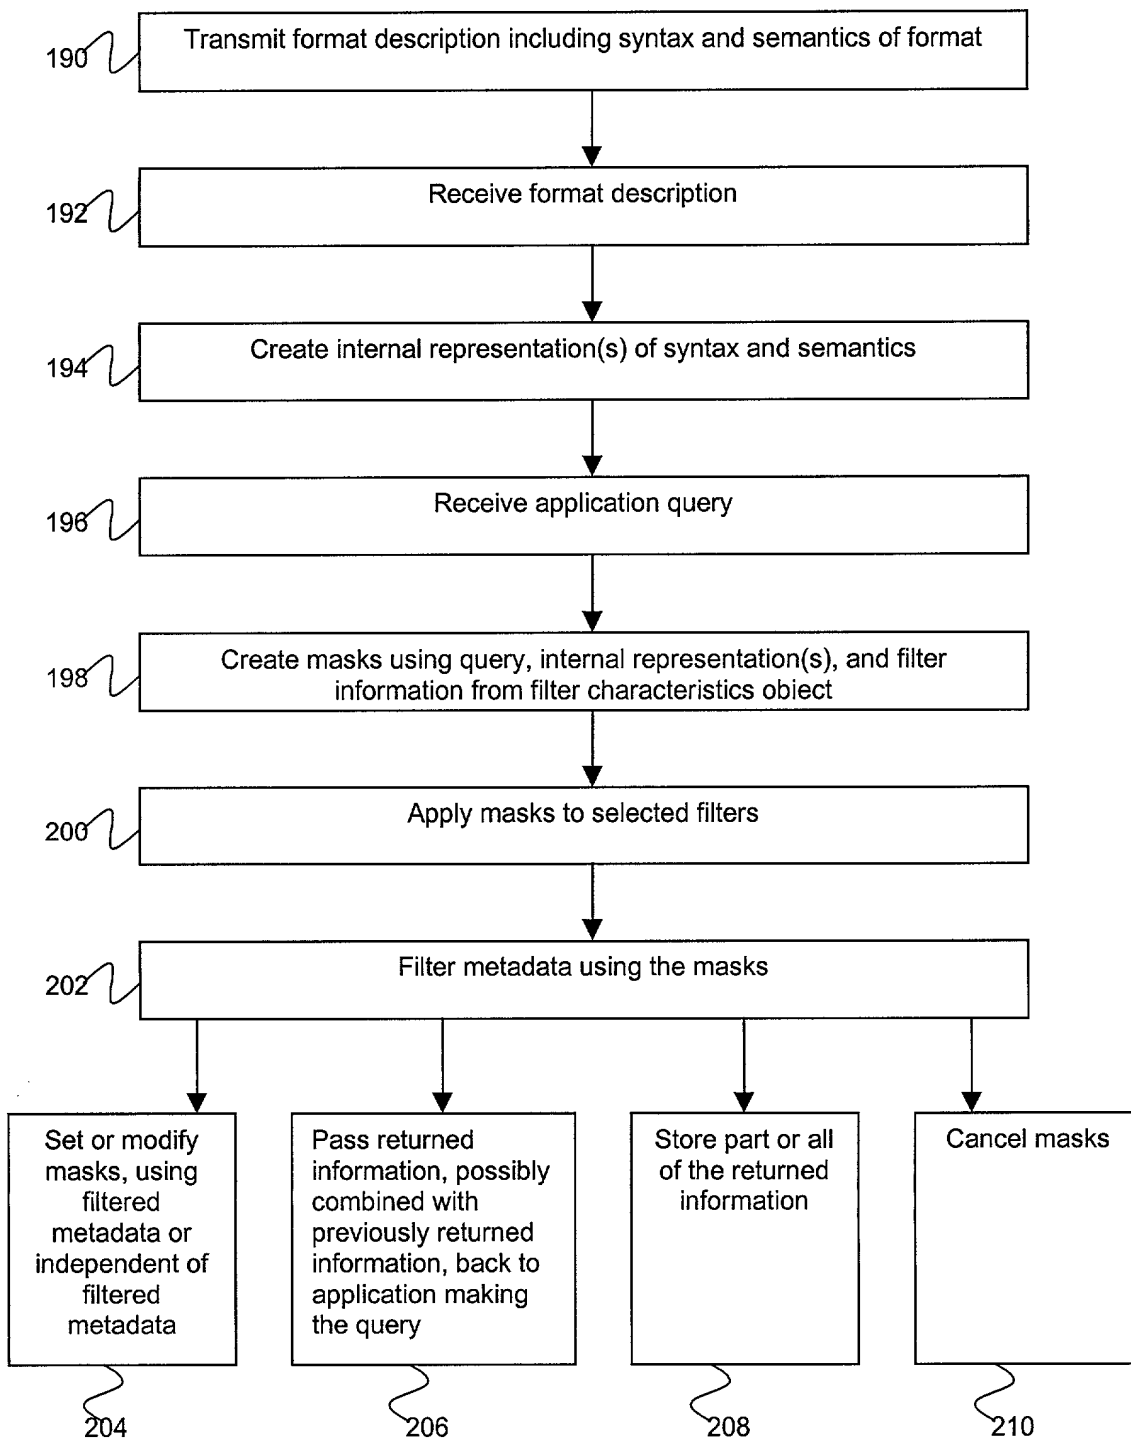 Transmit format description including syntax and semantics of format
190
Receive format description
192
Create internal representation(s) of syntax and semantics
194
Receive application query
196
Create masks using query, internal representation(s), and filter
information from filter characteristics object
198
Apply masks to selected filters
200
Filter metadata using the masks
202
Set or modify
masks, using
filtered
metadata or
independent of
filtered
metadata
Pass returned
information, possibly
combined with
previously returned
information, back to
application making
the query
Store part or all
of the returned
information
Cancel masks
204
206
208
210